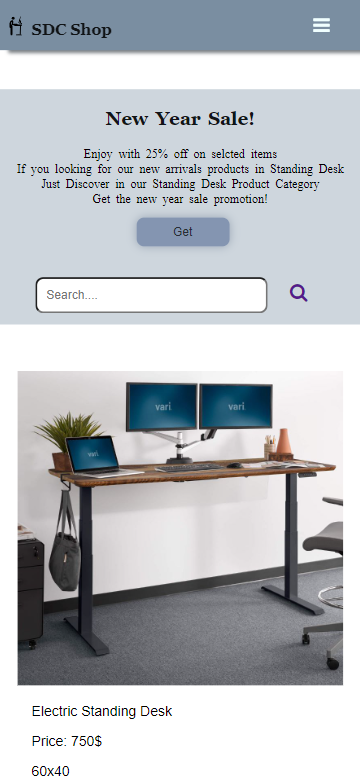 SDC Shop
New Year Sale!
Enjoy with 25% off on selcted items
If you looking for our new arrivals products in Standing Desk
Just Discover in our Standing Desk Product Category
Get the new year sale promotion!
Get
Search....
vari
vari
vari
Electric Standing Desk
Price: 750$
60x40